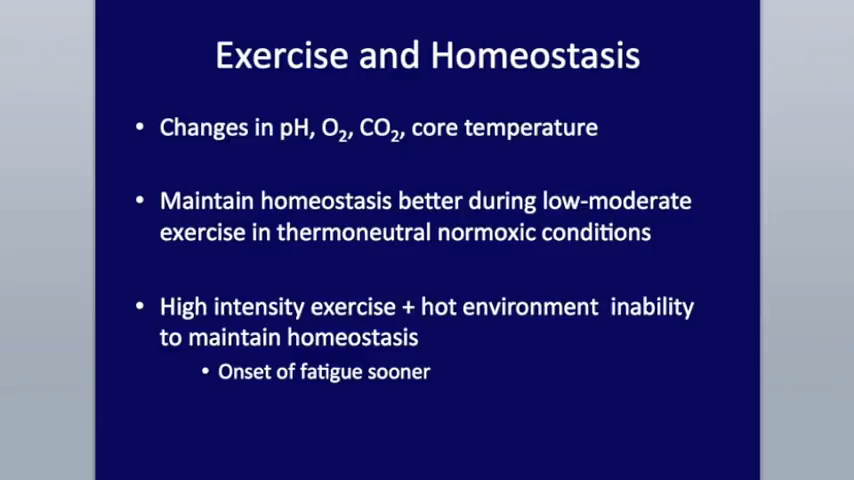 Exercise and Homeostasis
• Changes in pH, O₂, CO₂, core temperature
• Maintain homeostasis better during low-moderate
exercise in thermoneutral normoxic conditions
• High intensity exercise + hot environment  inability
to maintain homeostasis
• Onset of fatigue sooner